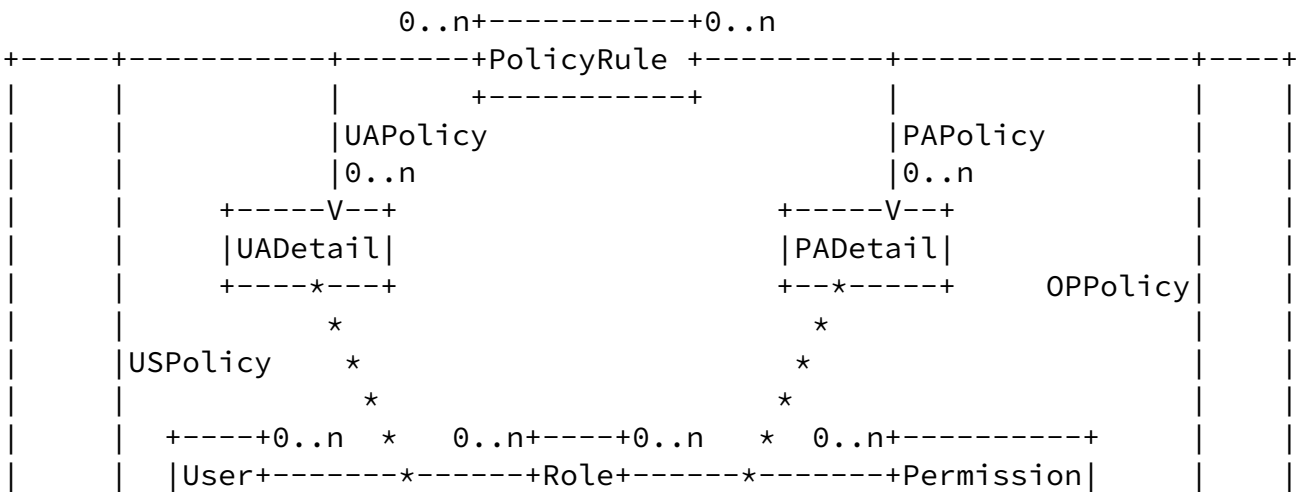 0..n+-----------+0..n
+-----+-----------+-------+PolicyRule +----------+---------------+----+
|     |           |       +-----------+          |               |    |
|     |           |UAPolicy                      |PAPolicy       |    |
|     |           |0..n                          |0..n           |    |
|     |     +-----V--+                     +-----V--+            |    |
|     |     |UADetail|                     |PADetail|            |    |
|     |     +----*---+                     +--*-----+    OPPolicy|    |
|     |           *                          *                   |    |
|     |USPolicy    *                        *                    |    |
|     |             *                      *                     |    |
|     |  +----+0..n  *   0..n+----+0..n   *  0..n+----------+    |    |
|     |  |User+-------*------+Role+------*-------+Permission|    |    |